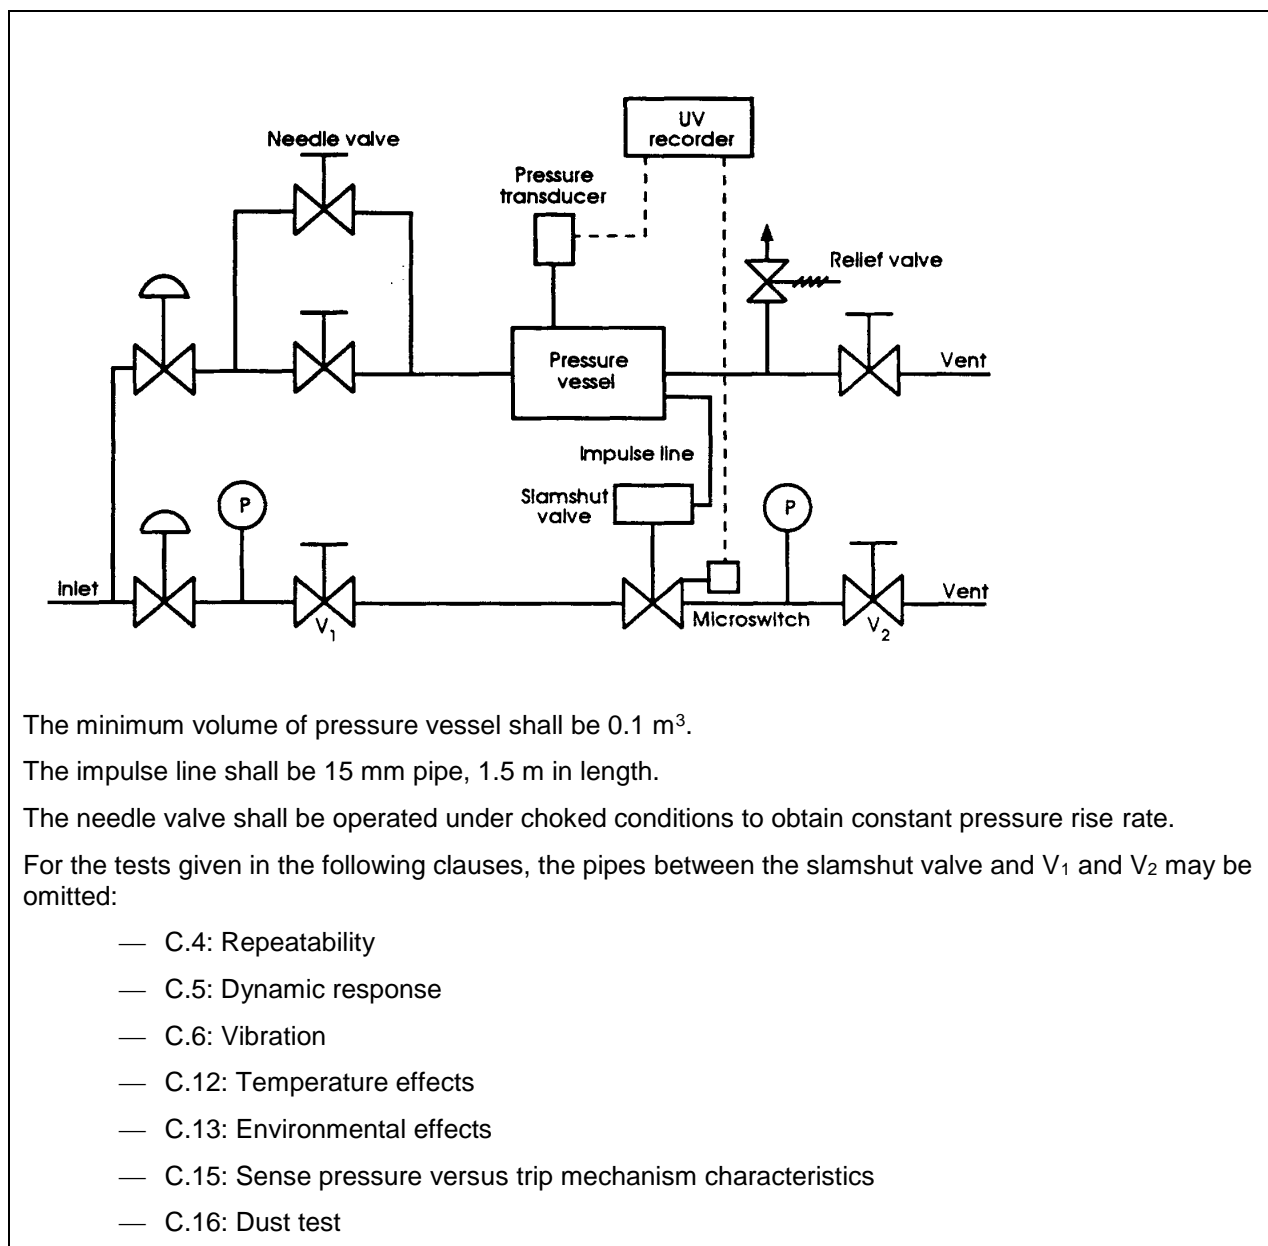 UV
recorder
Needle valve
Pressure
transducer
Relief valve
Pressure
vessel
Vent
Impulse line
Slamshut
valve
P
P
Inlet
V1
Microswitch
V2
Vent
The minimum volume of pressure vessel shall be 0.1 m³.
The impulse line shall be 15 mm pipe, 1.5 m in length.
The needle valve shall be operated under choked conditions to obtain constant pressure rise rate.
For the tests given in the following clauses, the pipes between the slamshut valve and V₁ and V₂ may be
omitted:
— C.4: Repeatability
— C.5: Dynamic response
— C.6: Vibration
— C.12: Temperature effects
— C.13: Environmental effects
— C.15: Sense pressure versus trip mechanism characteristics
— C.16: Dust test